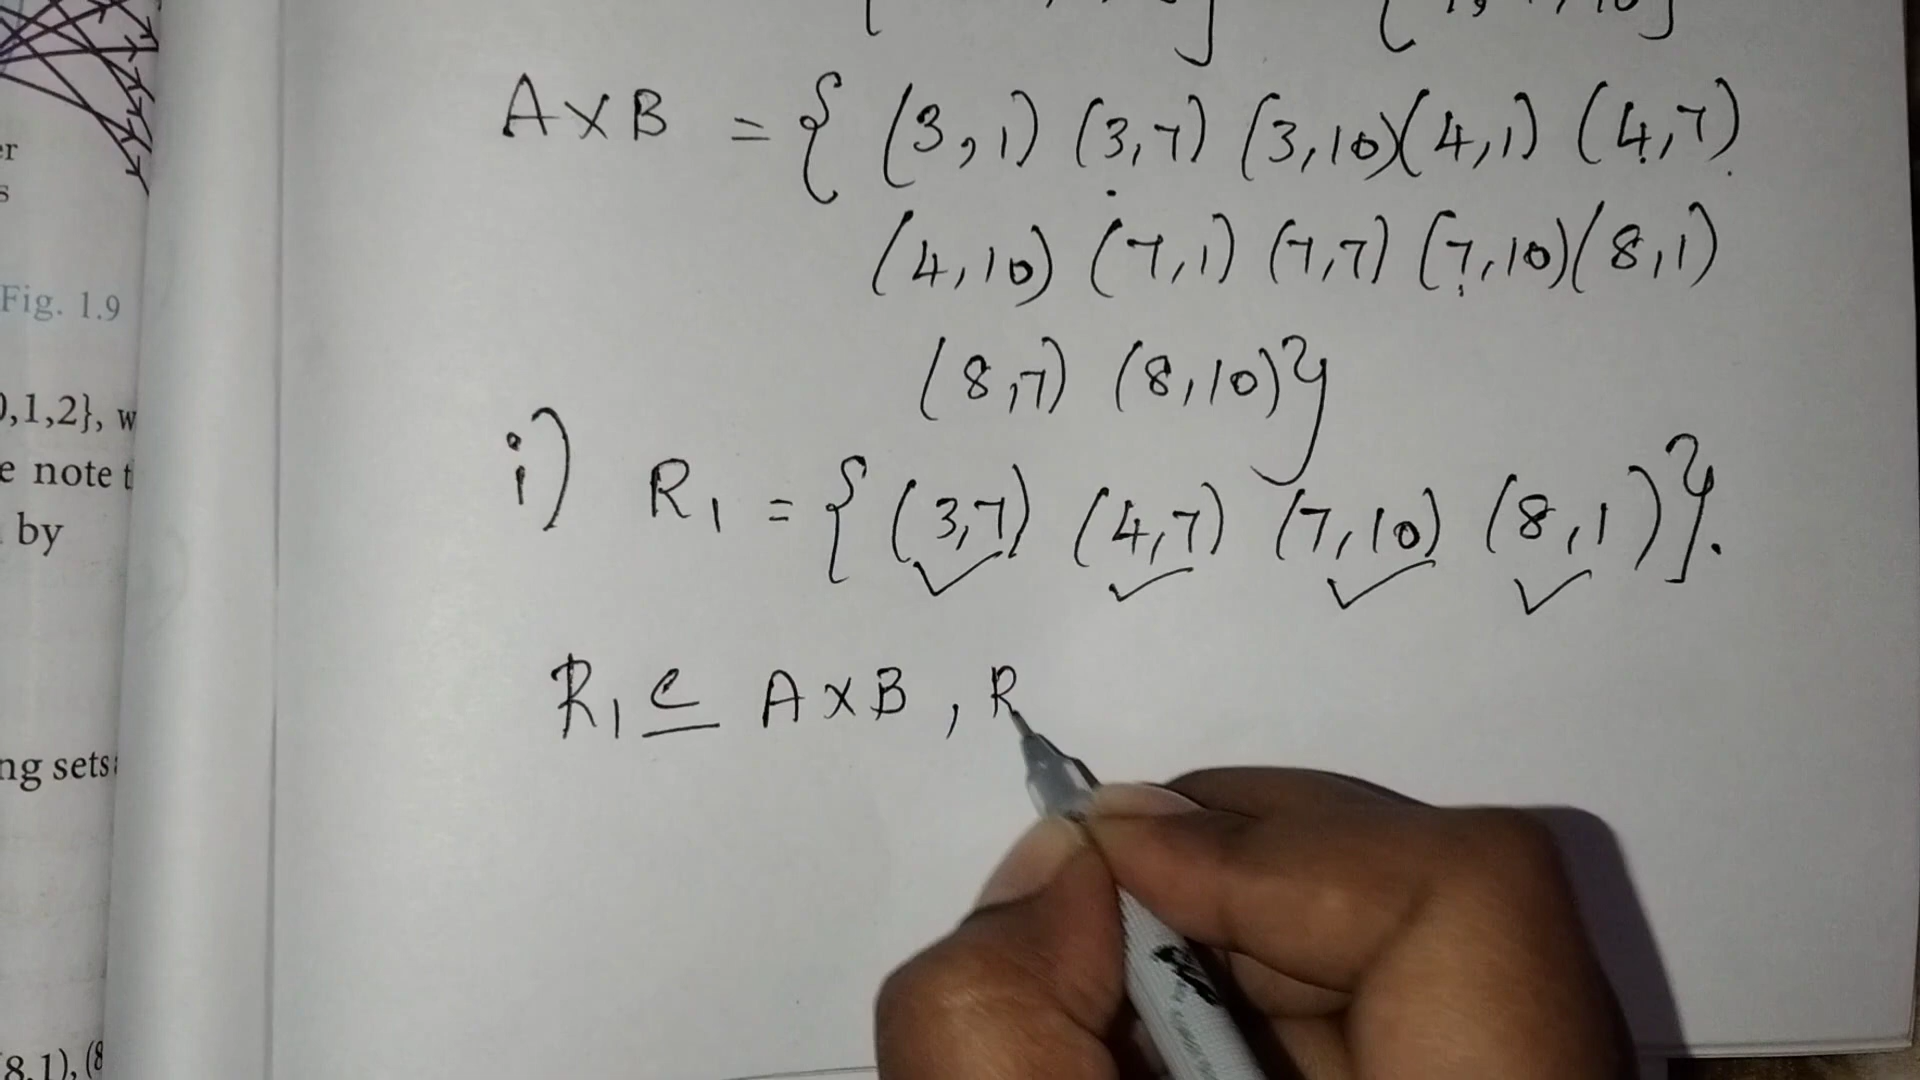 A X B = { (3,1) (3,7) (3,10) (4,1) (4,7)
(4,10) (7,1) (7,7) (7,10) (8,1)
(8,7) (8,10) }
i) R1 = { (3,7) (4,7) (7,10) (8,1) }.
R1 ⊆ A X B , R
Fig. 1.9
,1,2}, w
e note t
by
ng sets
8,1), (8